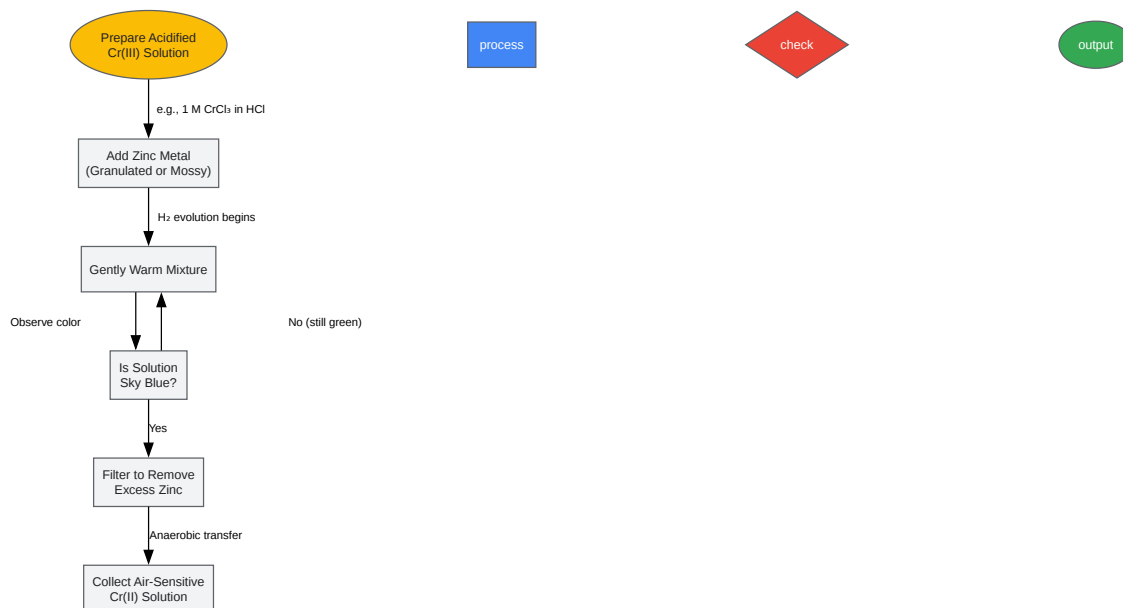 Prepare Acidified
Cr(III) Solution
process
check
output
e.g., 1 M CrCl₃ in HCl
Add Zinc Metal
(Granulated or Mossy)
H₂ evolution begins
Gently Warm Mixture
Observe color
No (still green)
Is Solution
Sky Blue?
Yes
Filter to Remove
Excess Zinc
Anaerobic transfer
Collect Air-Sensitive
Cr(II) Solution